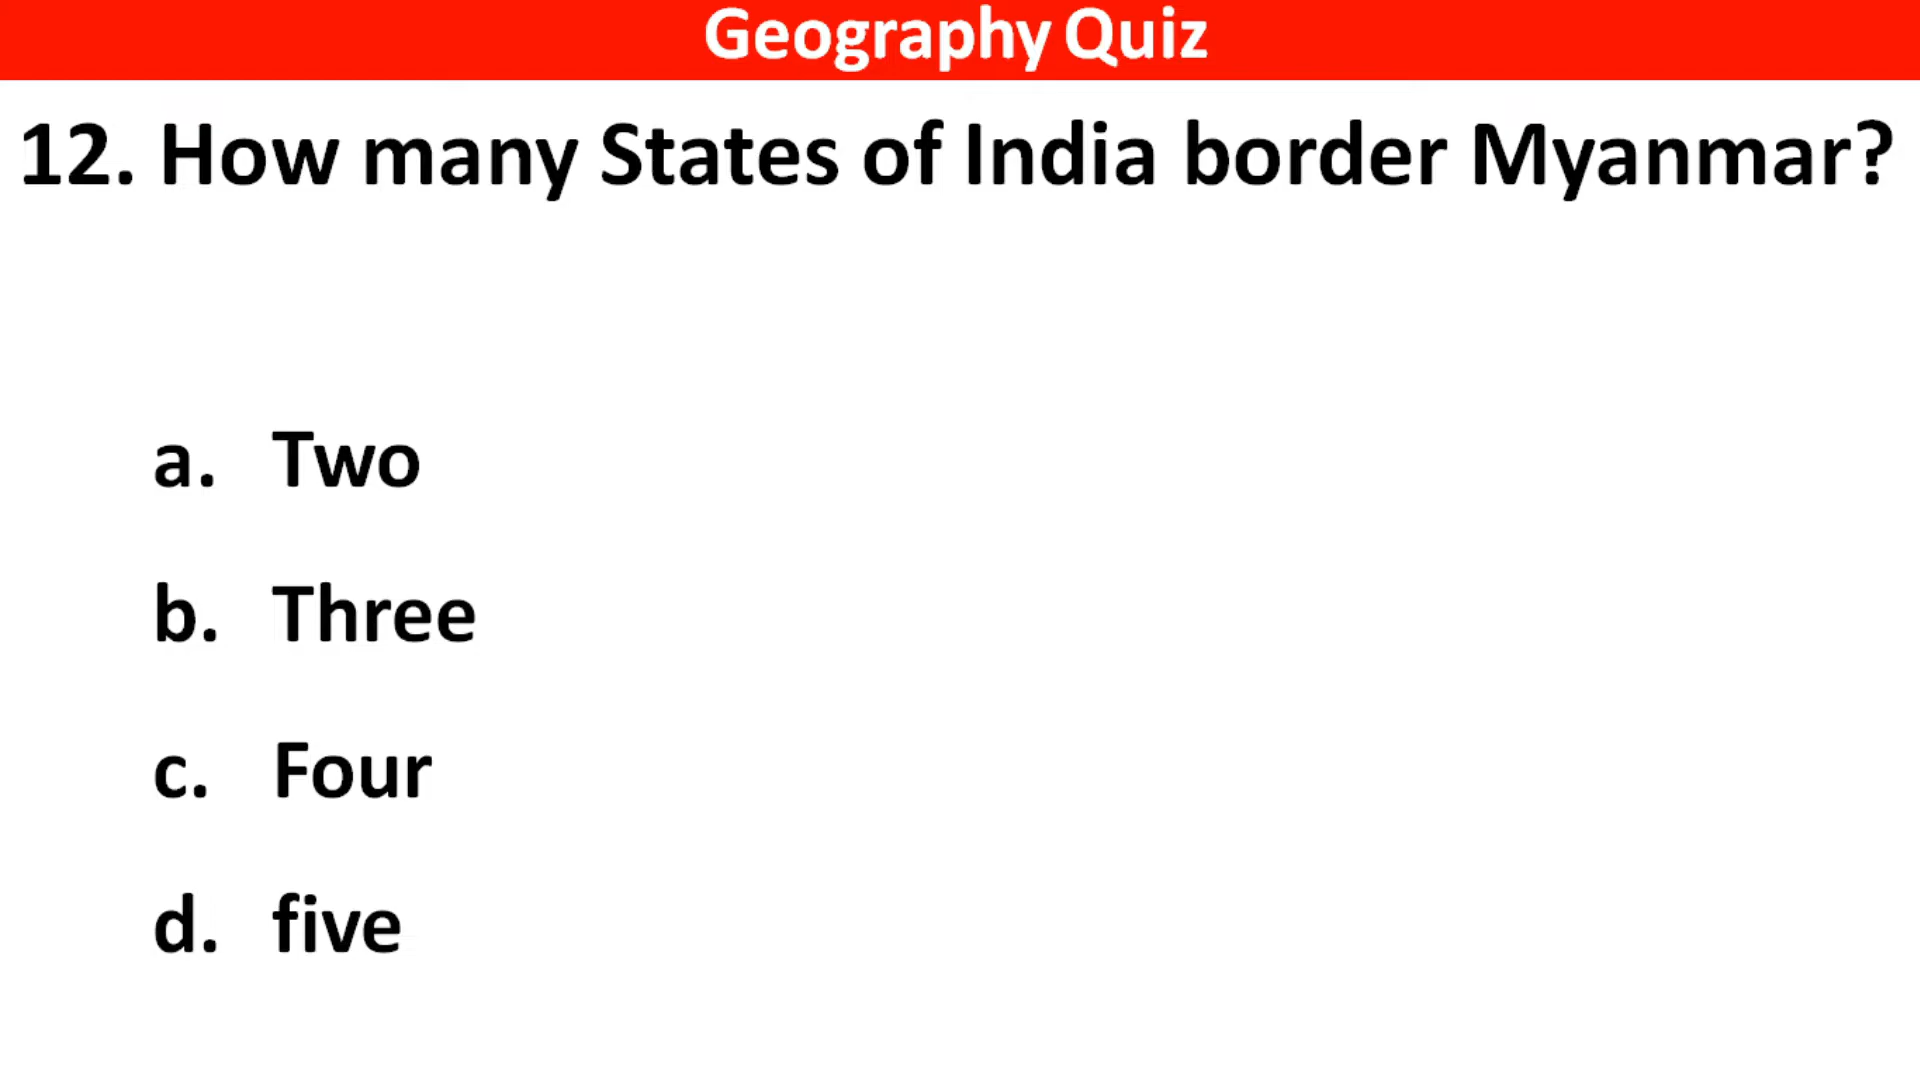 Geography Quiz
12. How many States of India border Myanmar?
a. Two
b. Three
c. Four
d. five